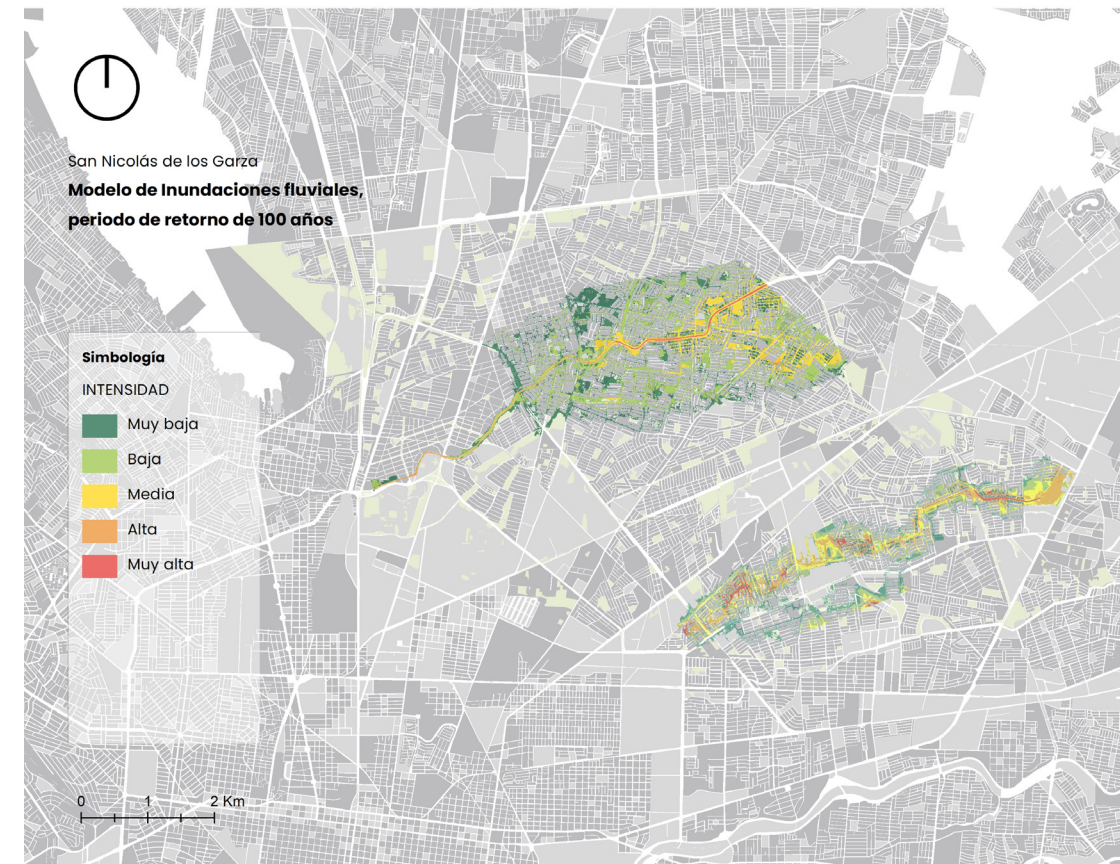 San Nicolás de los Garza
Modelo de Inundaciones fluviales,
periodo de retorno de 100 años
Simbología
INTENSIDAD
Muy baja
Baja
Media
Alta
Muy alta
0 1 2 Km